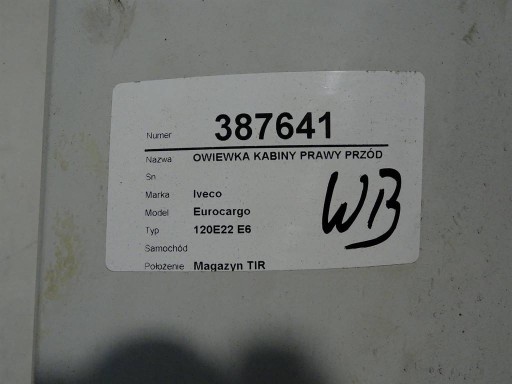 Numer 387641
Nazwa OWIEWKA KABINY PRAWY PRZÓD
Sn
Marka Iveco
Model Eurocargo
Typ 120E22 E6
Samochód
Położenie Magazyn TIR
WB